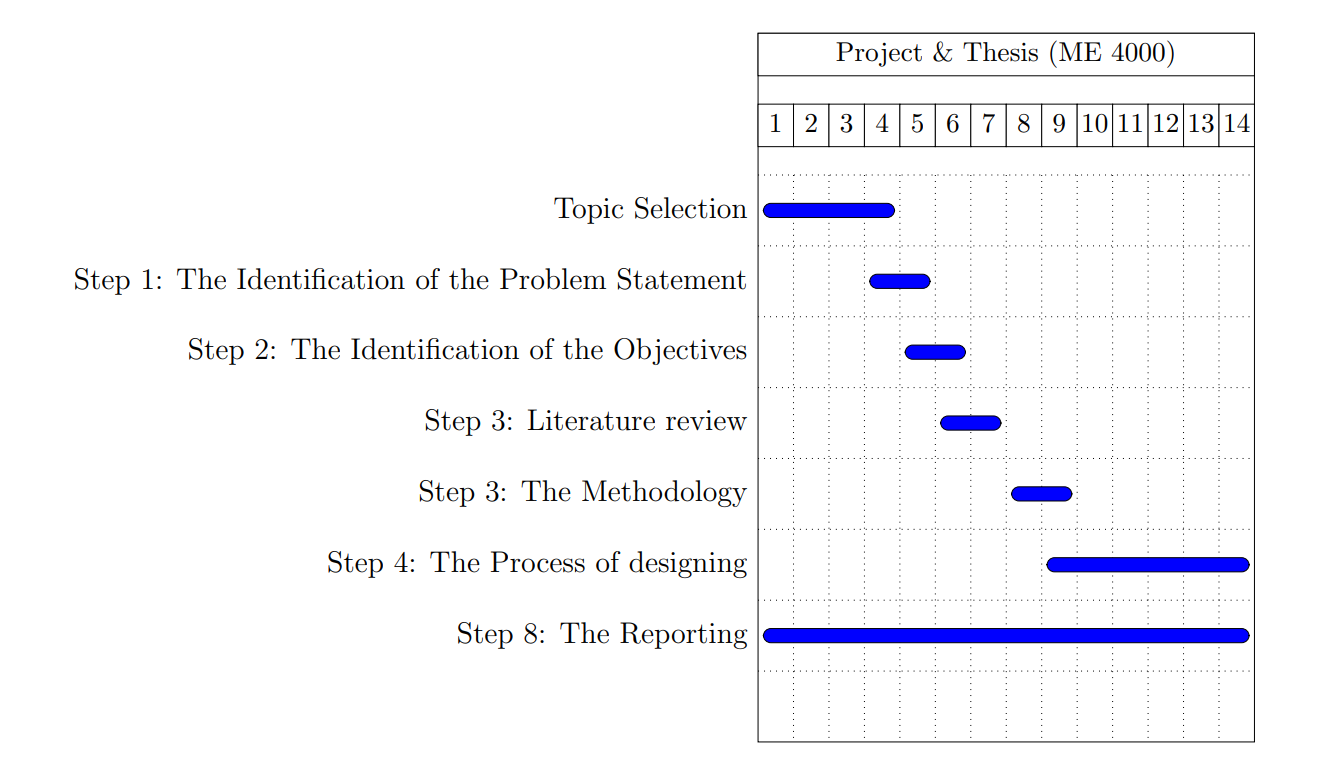 Project & Thesis (ME 4000)
1 2 3 4 5 6 7 8 9 10 11 12 13 14
Topic Selection
Step 1: The Identification of the Problem Statement
Step 2: The Identification of the Objectives
Step 3: Literature review
Step 3: The Methodology
Step 4: The Process of designing
Step 8: The Reporting